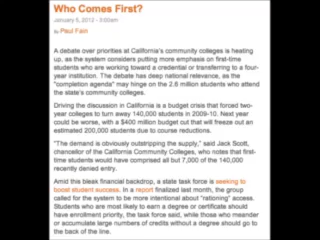 Who Comes First?
January 5, 2012 - 3:00am
By Paul Fain
A debate over priorities at California's community colleges is heating
up, as the system considers putting more emphasis on first-time
students who are working toward a credential or transferring to a four-
year institution. The debate has deep national relevance, as the
"completion agenda" may hinge on the 2.6 million students who attend
the state's community colleges.
Driving the discussion in California is a budget crisis that forced two-
year colleges to turn away 140,000 students in 2009-10. Next year
could be worse, with a $400 million budget cut that will freeze out an
estimated 200,000 students due to course reductions.
"The demand is obviously outstripping the supply," said Jack Scott,
chancellor of the California Community Colleges, who notes that first-
time students would have comprised all but 7,000 of the 140,000
recently denied entry.
Amid this bleak financial backdrop, a state task force is seeking to
boost student success. In a report finalized last month, the group
called for the system to be more intentional about "rationing" access.
Students who are most likely to earn a degree or certificate should
have enrollment priority, the task force said, while those who meander
or accumulate large numbers of credits without a degree should go to
the back of the line.